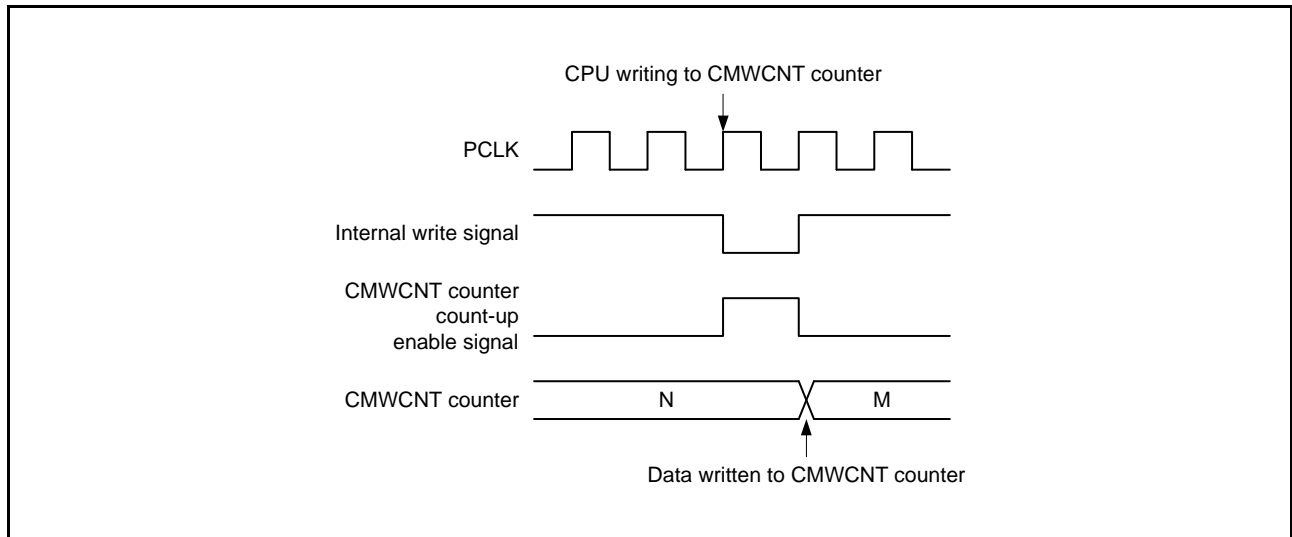 CPU writing to CMWCNT counter
PCLK
Internal write signal
CMWCNT counter
count-up
enable signal
CMWCNT counter
N
M
Data written to CMWCNT counter